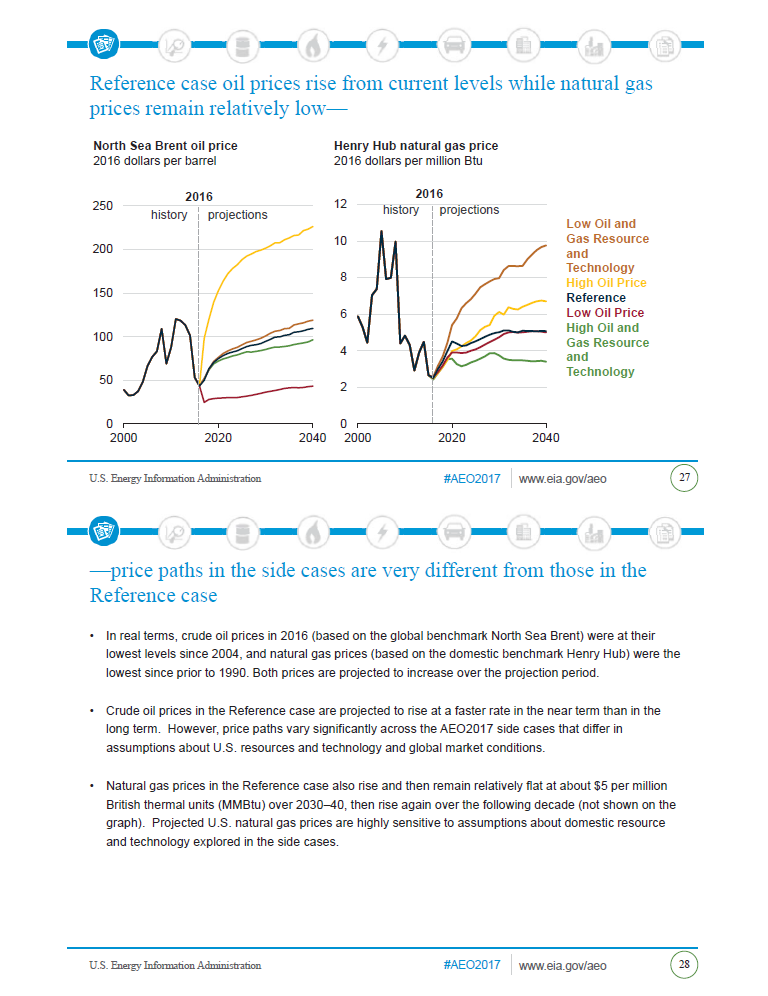 Reference case oil prices rise from current levels while natural gas
prices remain relatively low—
North Sea Brent oil price
2016 dollars per barrel
Henry Hub natural gas price
2016 dollars per million Btu
2016
history
projections
250
200
150
100
50
0
2000
2020
2040
2016
history
projections
12
10
8
6
4
2
0
2000
2020
2040
Low Oil and
Gas Resource
and
Technology
High Oil Price
Reference
Low Oil Price
High Oil and
Gas Resource
and
Technology
U.S. Energy Information Administration
#AEO2017
www.eia.gov/aeo
27
—price paths in the side cases are very different from those in the
Reference case
• In real terms, crude oil prices in 2016 (based on the global benchmark North Sea Brent) were at their
lowest levels since 2004, and natural gas prices (based on the domestic benchmark Henry Hub) were the
lowest since prior to 1990. Both prices are projected to increase over the projection period.
• Crude oil prices in the Reference case are projected to rise at a faster rate in the near term than in the
long term. However, price paths vary significantly across the AEO2017 side cases that differ in
assumptions about U.S. resources and technology and global market conditions.
• Natural gas prices in the Reference case also rise and then remain relatively flat at about $5 per million
British thermal units (MMBtu) over 2030–40, then rise again over the following decade (not shown on the
graph). Projected U.S. natural gas prices are highly sensitive to assumptions about domestic resource
and technology explored in the side cases.
U.S. Energy Information Administration
#AEO2017
www.eia.gov/aeo
28